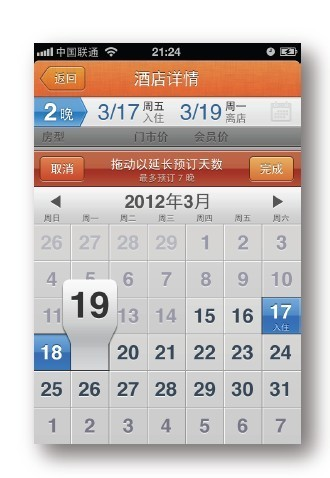 中国联通 21:24
返回 酒店详情
2晚 3/17 周五 入住 3/19 周一 离店
房型 门市价 会员价
取消 拖动以延长预订天数 完成
最多预订 7 晚
2012年3月
周日 周一 周二 周三 周四 周五 周六
26 27 28 29 1 2 3
4 5 6 7 8 9 10
11 13 14 15 16 17
入住
18 19 20 21 22 23 24
25 26 27 28 29 30 31
1 2 3 4 5 6 7